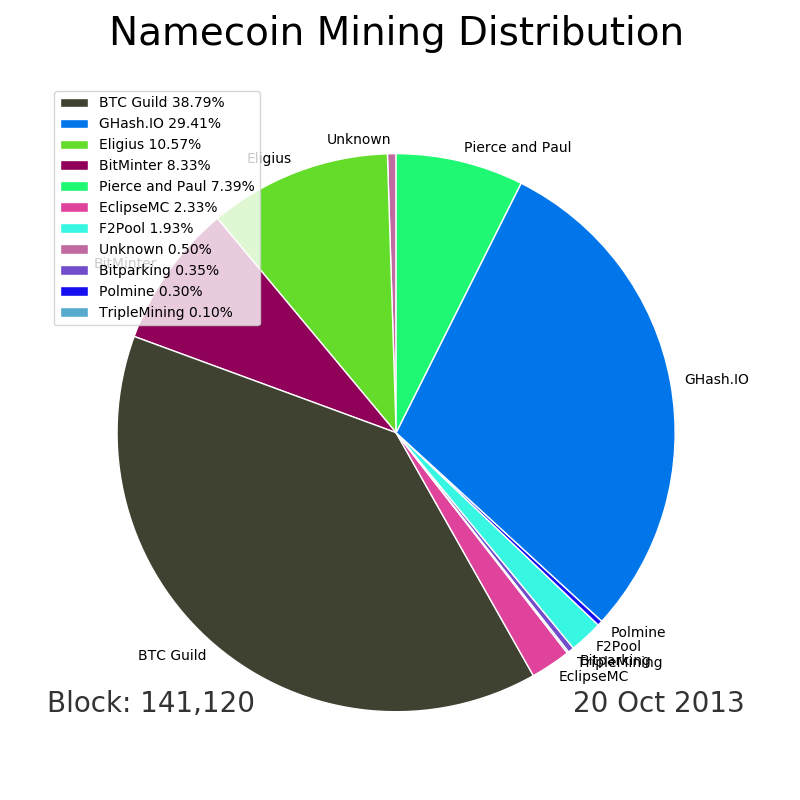 Namecoin Mining Distribution
BTC Guild 38.79%
GHash.IO 29.41%
Eligius 10.57%
BitMinter 8.33%
Pierce and Paul 7.39%
EclipseMC 2.33%
F2Pool 1.93%
Unknown 0.50%
Bitparking 0.35%
Polmine 0.30%
TripleMining 0.10%
Unknown
Pierce and Paul
Eligius
BitMinter
GHash.IO
Polmine
F2Pool
Bitparking
TripleMining
EclipseMC
BTC Guild
Block: 141,120
20 Oct 2013